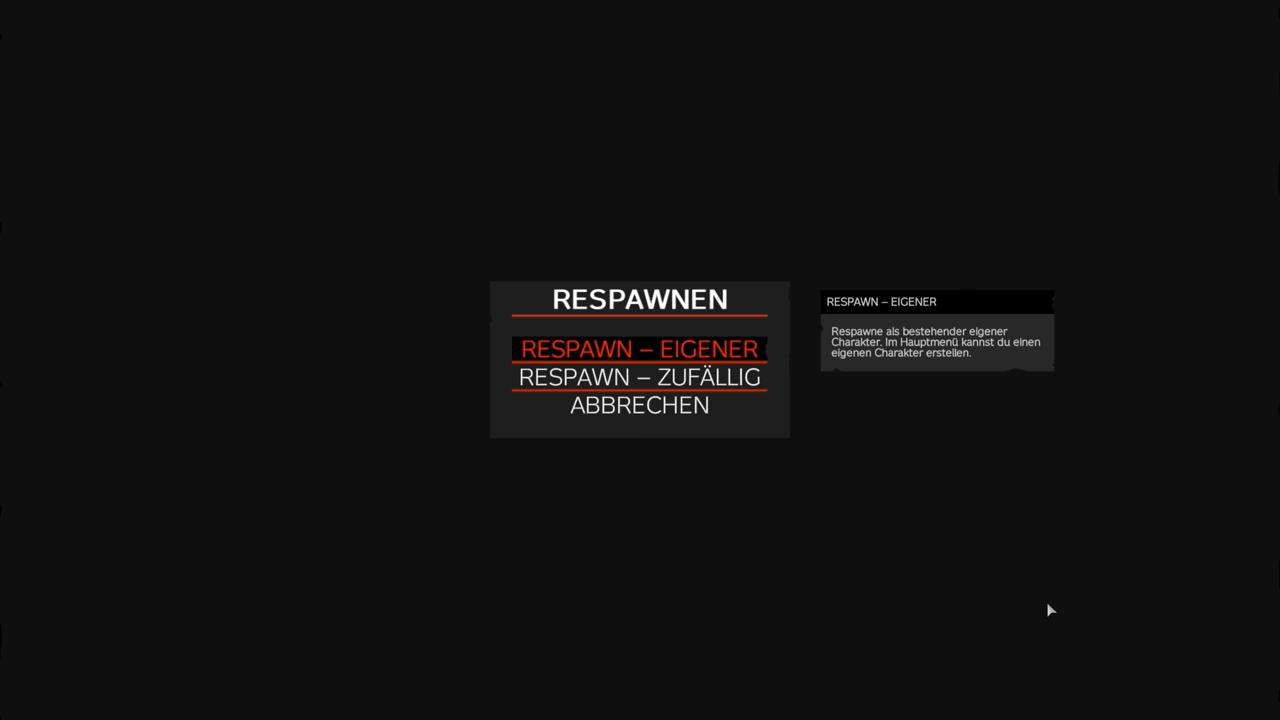 RESPAWNEN
RESPAWN – EIGENER
RESPAWN – ZUFÄLLIG
ABBRECHEN
RESPAWN – EIGENER
Respawne als bestehender eigener
Charakter. Im Hauptmenü kannst du einen
eigenen Charakter erstellen.